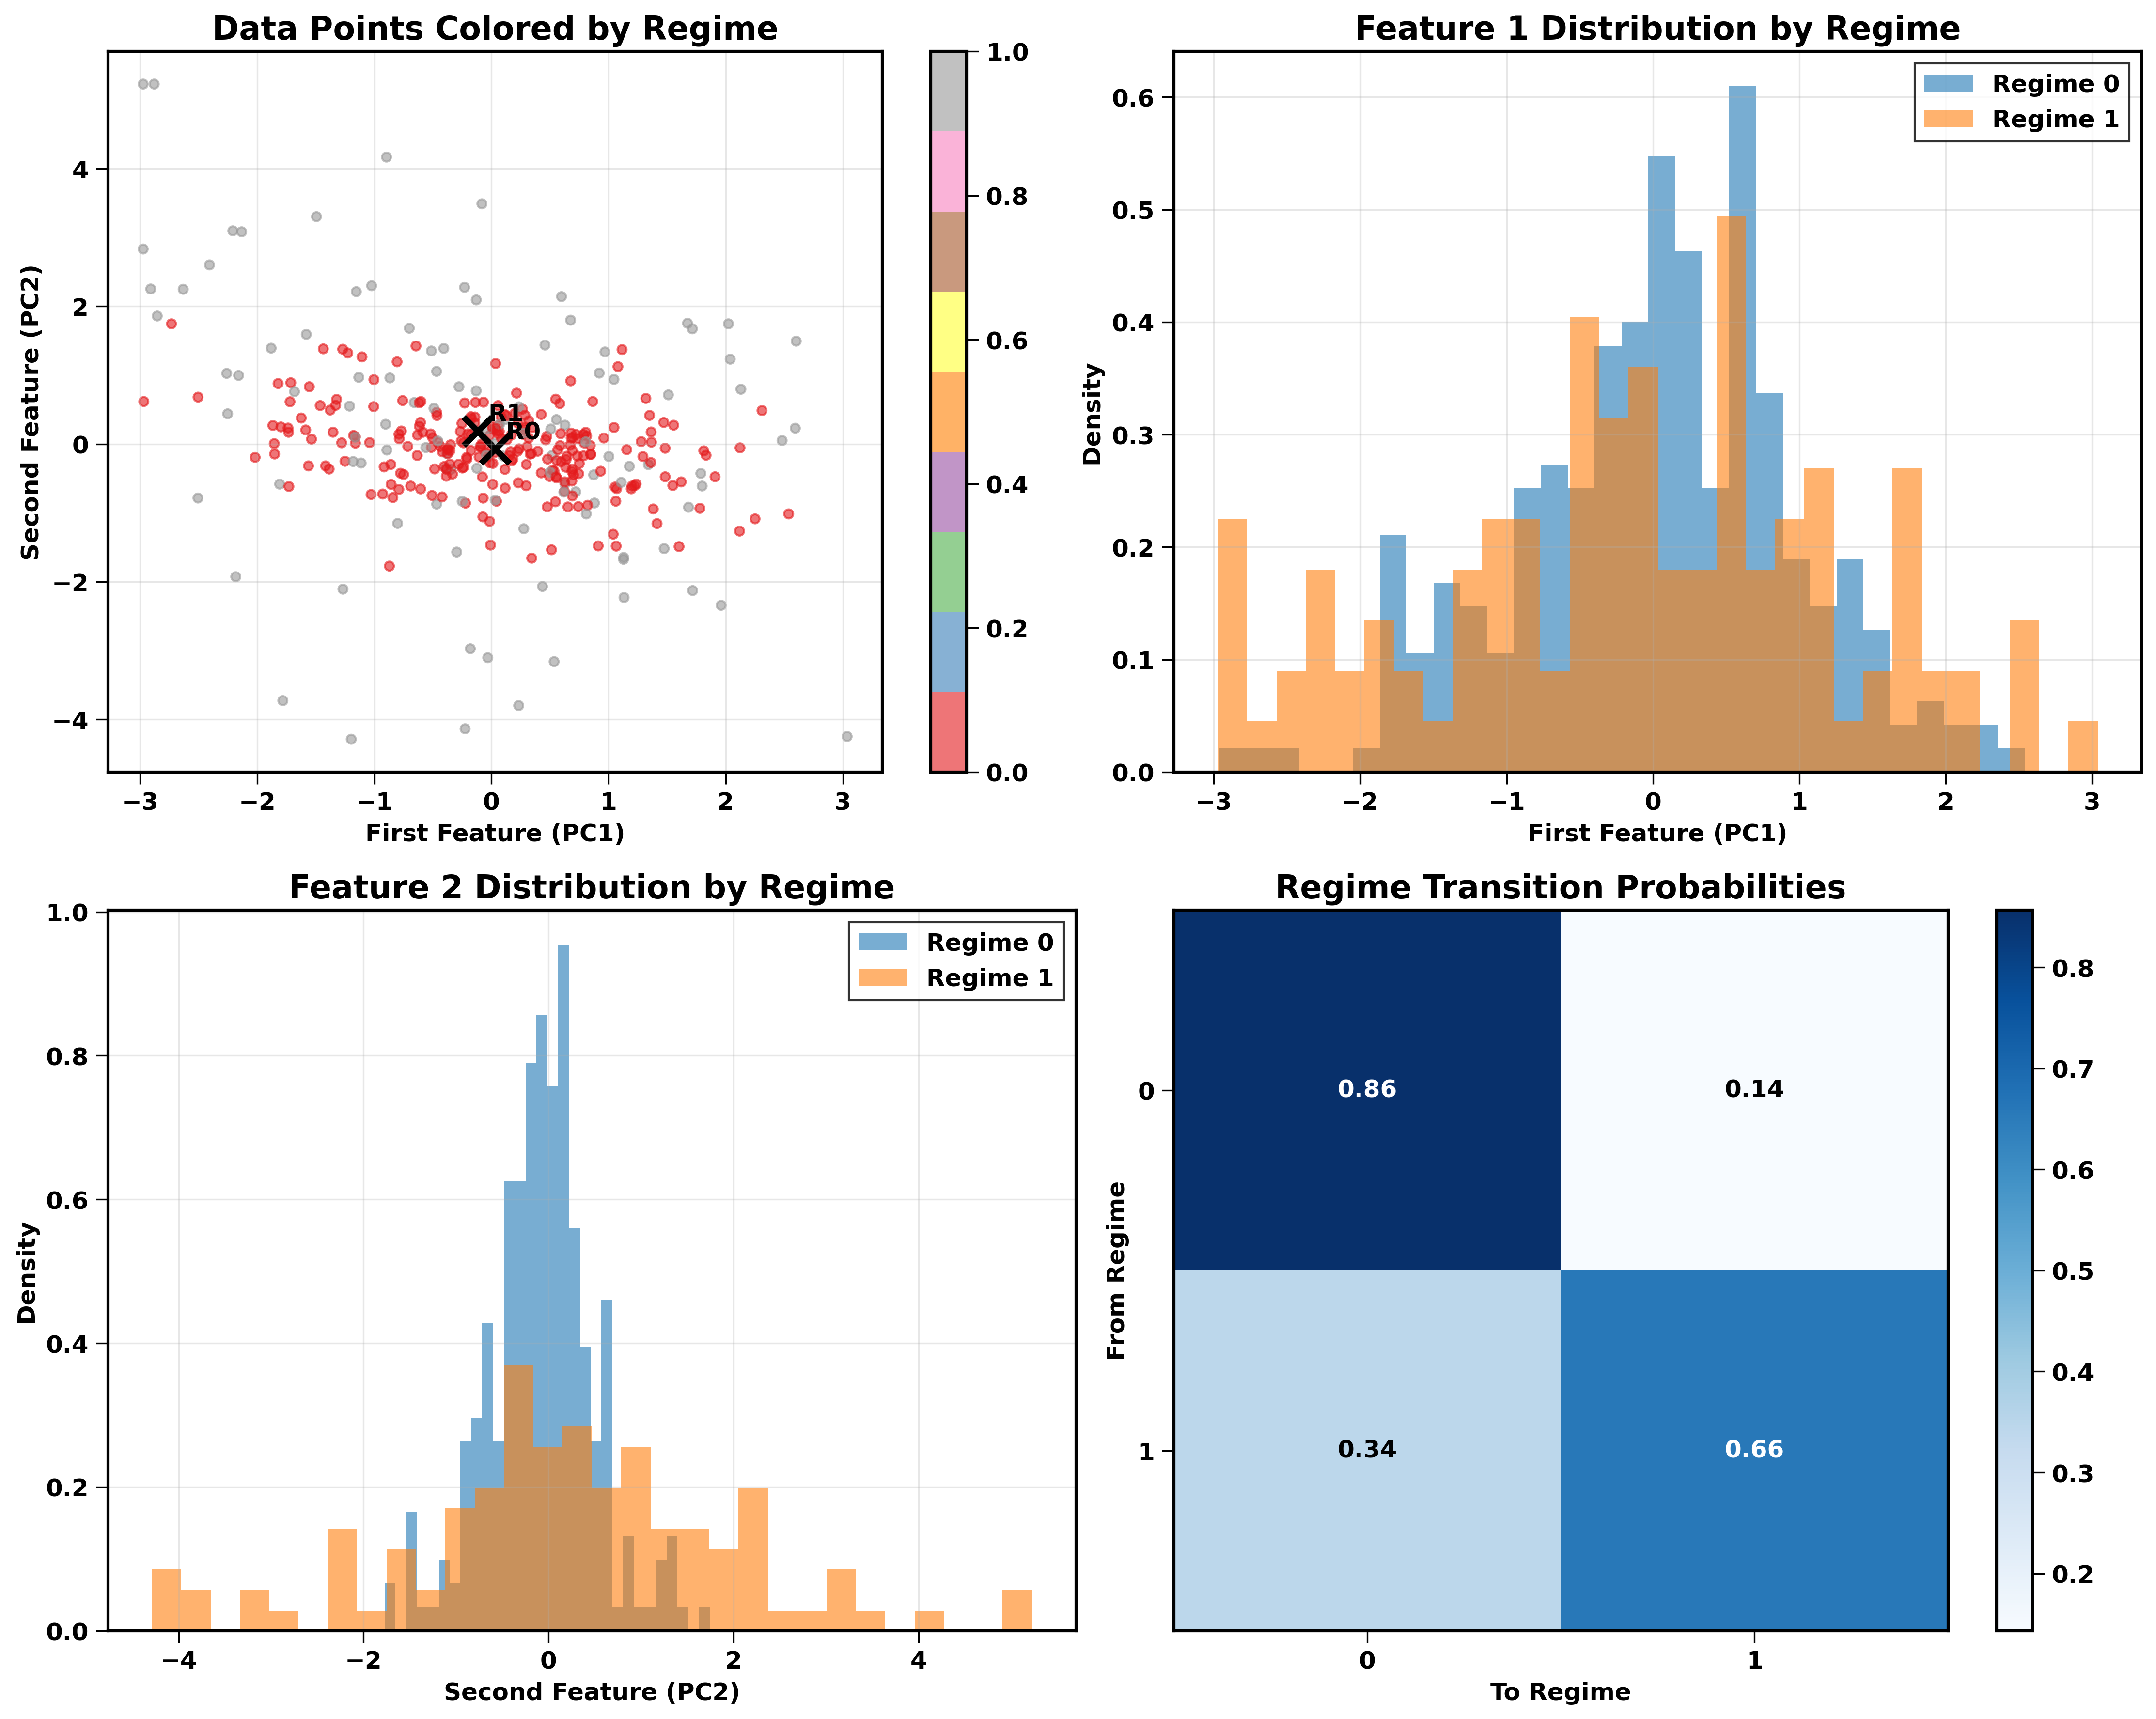 Data Points Colored by Regime
Second Feature (PC2)
4
2
0
−2
−4
R1
R0
−3 −2 −1 0 1 2 3
First Feature (PC1)
1.0
0.8
0.6
0.4
0.2
0.0
Feature 1 Distribution by Regime
Density
0.6
0.5
0.4
0.3
0.2
0.1
0.0
Regime 0
Regime 1
−3 −2 −1 0 1 2 3
First Feature (PC1)
Feature 2 Distribution by Regime
Density
1.0
0.8
0.6
0.4
0.2
0.0
Regime 0
Regime 1
−4 −2 0 2 4
Second Feature (PC2)
Regime Transition Probabilities
From Regime
0
1
0.86 0.14
0.34 0.66
0 1
To Regime
0.8
0.7
0.6
0.5
0.4
0.3
0.2